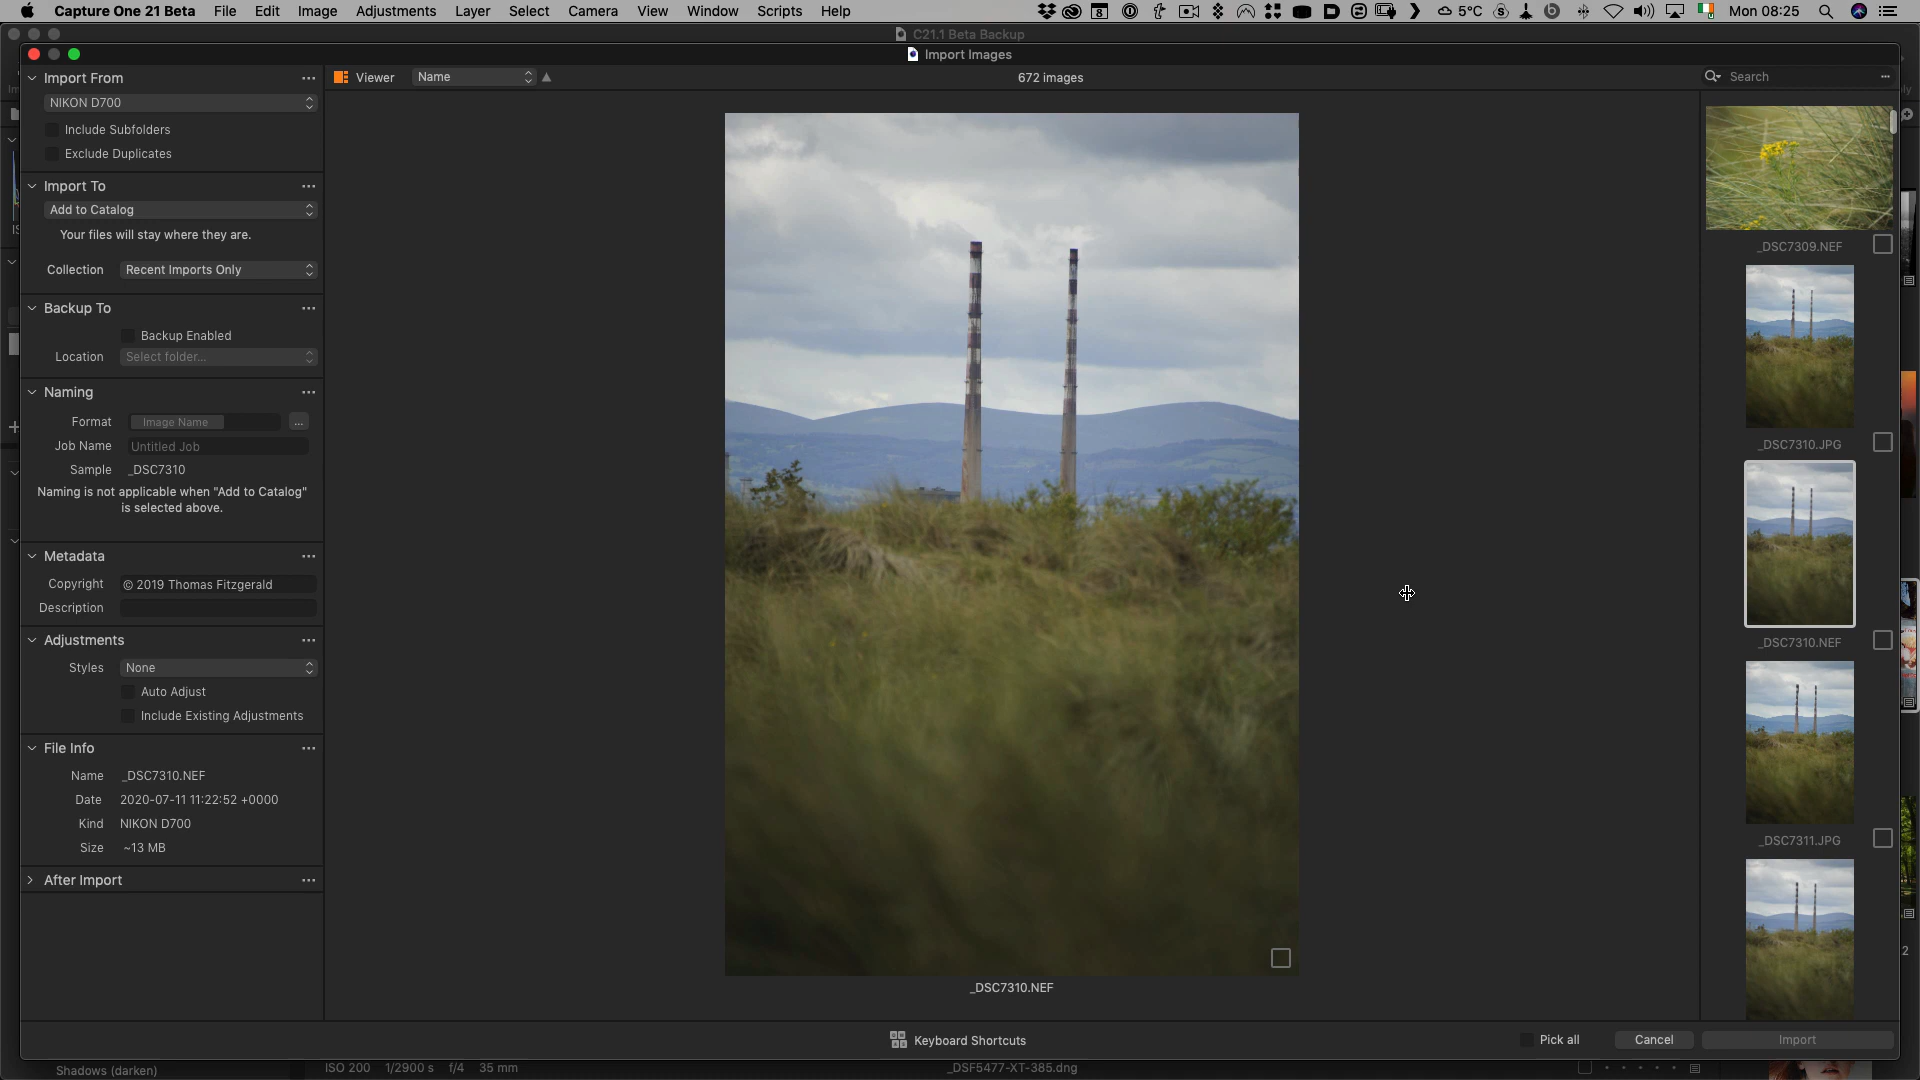 Capture One 21 Beta File Edit Image Adjustments Layer Select Camera View Window Scripts Help 5°C Mon 08:25
C21.1 Beta Backup
Import Images
Import From
NIKON D700
Include Subfolders
Exclude Duplicates
Import To
Add to Catalog
Your files will stay where they are.
Collection Recent Imports Only
Backup To
Backup Enabled
Location Select folder...
Naming
Format Image Name ...
Job Name Untitled Job
Sample _DSC7310
Naming is not applicable when "Add to Catalog"
is selected above.
Metadata
Copyright © 2019 Thomas Fitzgerald
Description
Adjustments
Styles None
Auto Adjust
Include Existing Adjustments
File Info
Name _DSC7310.NEF
Date 2020-07-11 11:22:52 +0000
Kind NIKON D700
Size ~13 MB
After Import
Viewer Name 672 images Search
_DSC7310.NEF
_DSC7309.NEF
_DSC7310.JPG
_DSC7310.NEF
_DSC7311.JPG
Keyboard Shortcuts
Pick all Cancel Import
Shadows (darken) ISO 200 1/2900 s f/4 35 mm _DSF5477-XT-385.dng